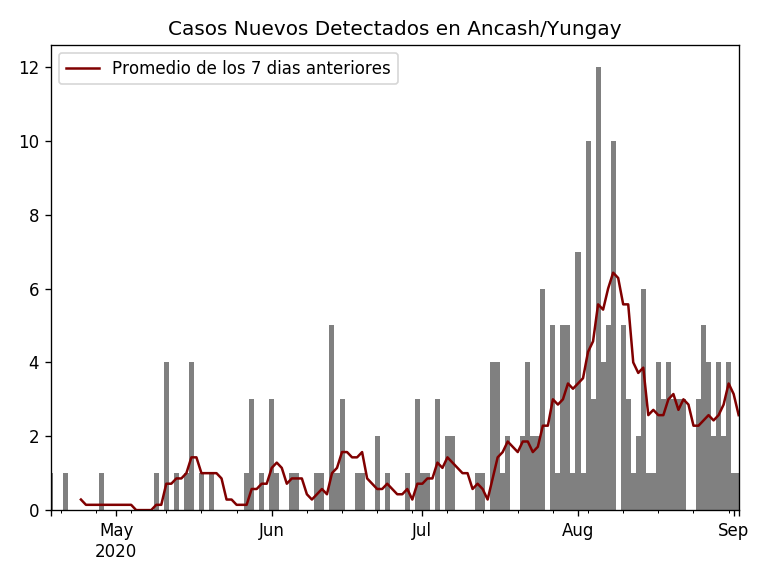 Casos Nuevos Detectados en Ancash/Yungay
Promedio de los 7 dias anteriores
12
10
8
6
4
2
0
May Jun Jul Aug Sep
2020